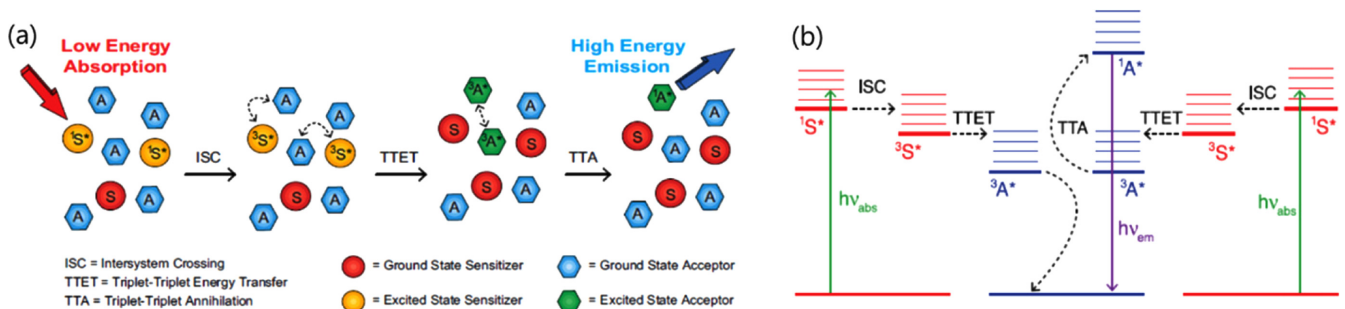 (a)
Low Energy
Absorption
High Energy
Emission
A
A
¹S*
A
¹S*
S
A
A
ISC
A
A
³S*
A
³S*
S
A
A
TTET
³A*
A
S
³A*
S
A
S
A
TTA
¹A*
A
S
A
S
A
S
A
ISC = Intersystem Crossing
TTET = Triplet-Triplet Energy Transfer
TTA = Triplet-Triplet Annihilation
= Ground State Sensitizer
= Excited State Sensitizer
= Ground State Acceptor
= Excited State Acceptor
(b)
¹A*
ISC
ISC
¹S*
TTET
TTA
TTET
¹S*
³S*
³S*
³A*
³A*
hνabs
hνem
hνabs